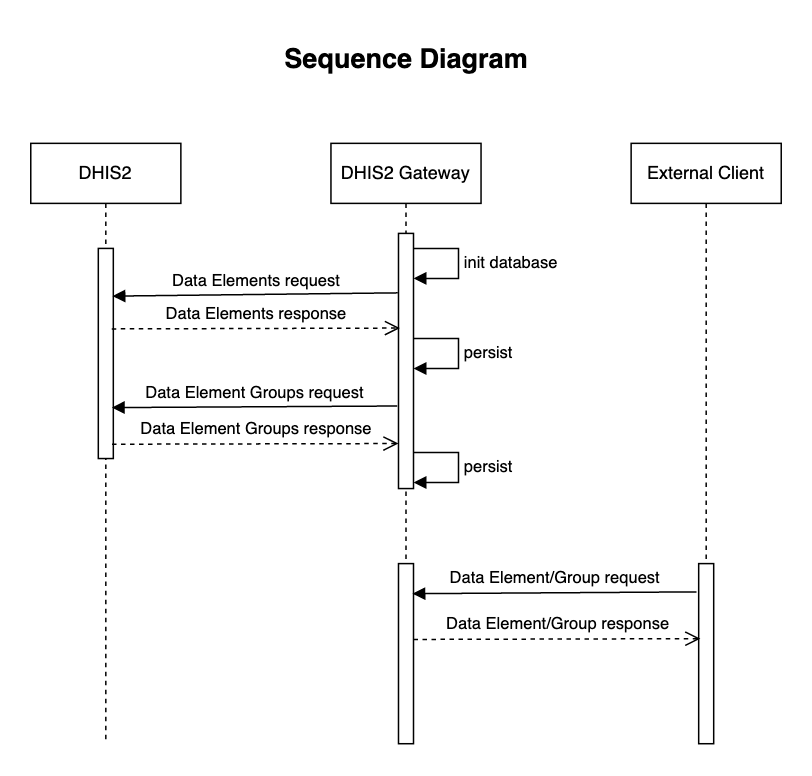 Sequence Diagram
DHIS2
DHIS2 Gateway
External Client
init database
Data Elements request
Data Elements response
persist
Data Element Groups request
Data Element Groups response
persist
Data Element/Group request
Data Element/Group response